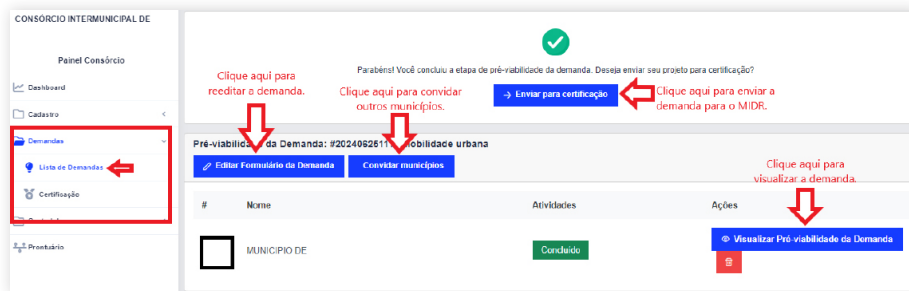 CONSÓRCIO INTERMUNICIPAL DE
Painel Consórcio
Dashboard
Cadastro
Demandas
Lista de Demandas
Certificação
Prontuário
Parabéns! Você concluiu a etapa de pré-viabilidade da demanda. Deseja enviar seu projeto para certificação?
Enviar para certificação
Clique aqui para
reeditar a demanda.
Clique aqui para convidar
outros municípios.
Clique aqui para enviar a
demanda para o MIDR.
Pré-viabilidade da Demanda: #2024062511 mobilidade urbana
Editar Formulário da Demanda
Convidar municípios
Clique aqui para
visualizar a demanda.
# Nome Atividades Ações
MUNICIPIO DE
Concluído
Visualizar Pré-viabilidade da Demanda